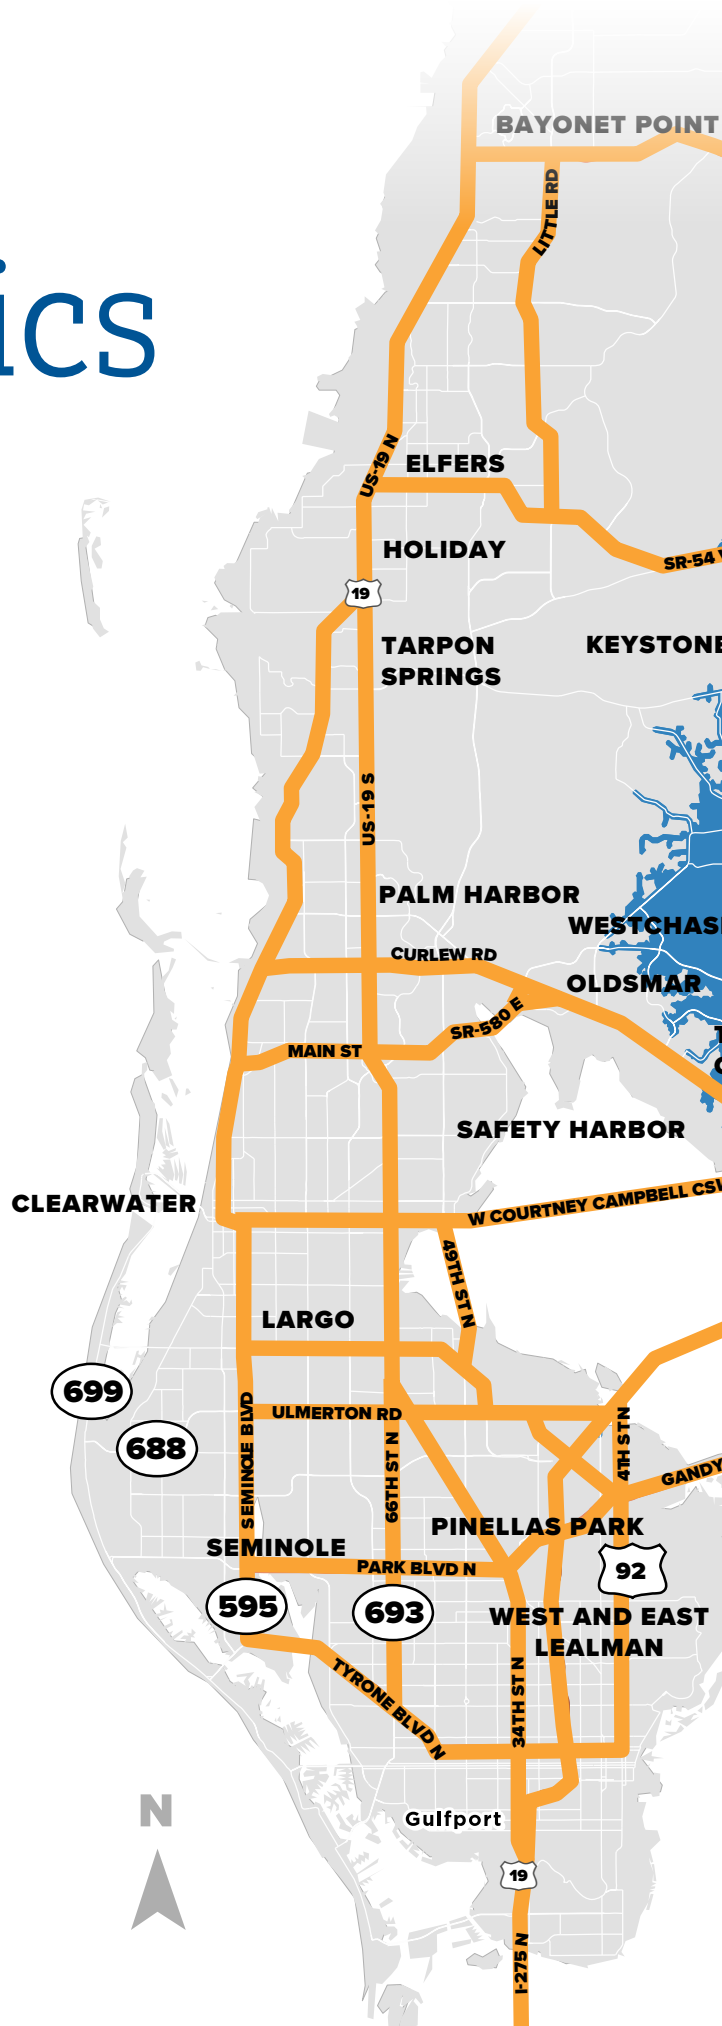 BAYONET POINT
LITTLE RD
ics
US-19 N
ELFERS
HOLIDAY
SR-54
19
TARPON
SPRINGS
KEYSTONE
US-19 S
PALM HARBOR
WESTCHAS
CURLEW RD
OLDSMAR
SR-580 E
MAIN ST
SAFETY HARBOR
CLEARWATER
W COURTNEY CAMPBELL CS
49TH ST N
LARGO
699
SEMINOLE BLVD
ULMERTON RD
4TH ST N
688
66TH ST N
GANDY
PINELLAS PARK
SEMINOLE
PARK BLVD N
92
595
693
WEST AND EAST
LEALMAN
TYRONE BLVD N
34TH ST N
N
Gulfport
19
I-275 N